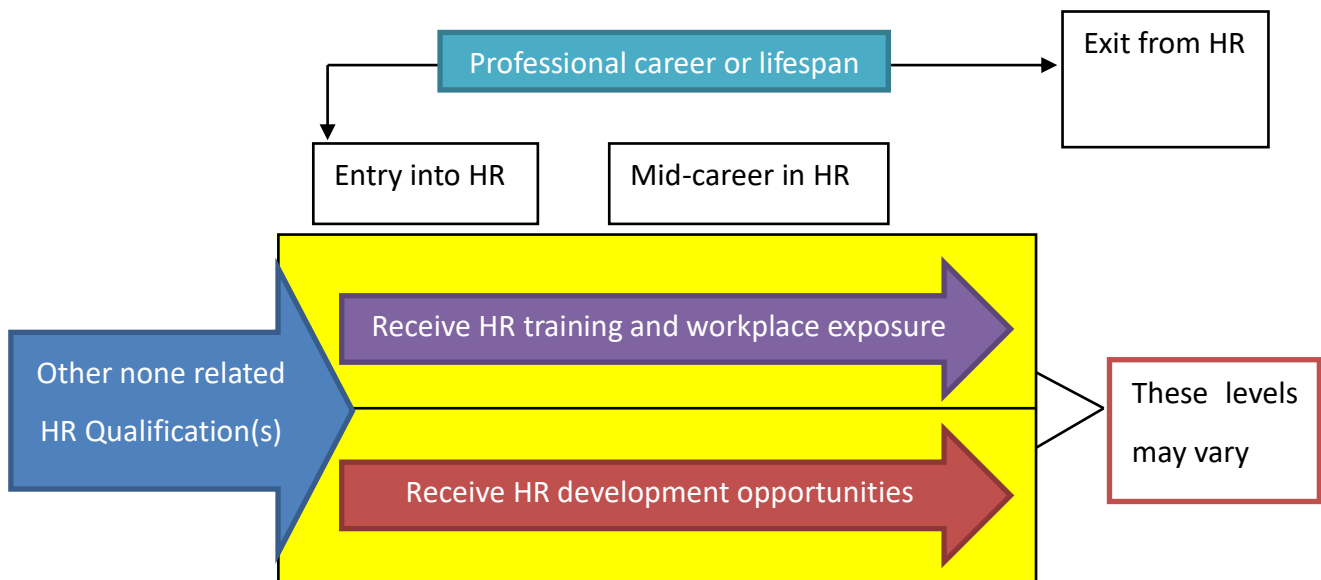 Professional career or lifespan
Exit from HR
Entry into HR
Mid-career in HR
Receive HR training and workplace exposure
Other none related
HR Qualification(s)
These levels
may vary
Receive HR development opportunities